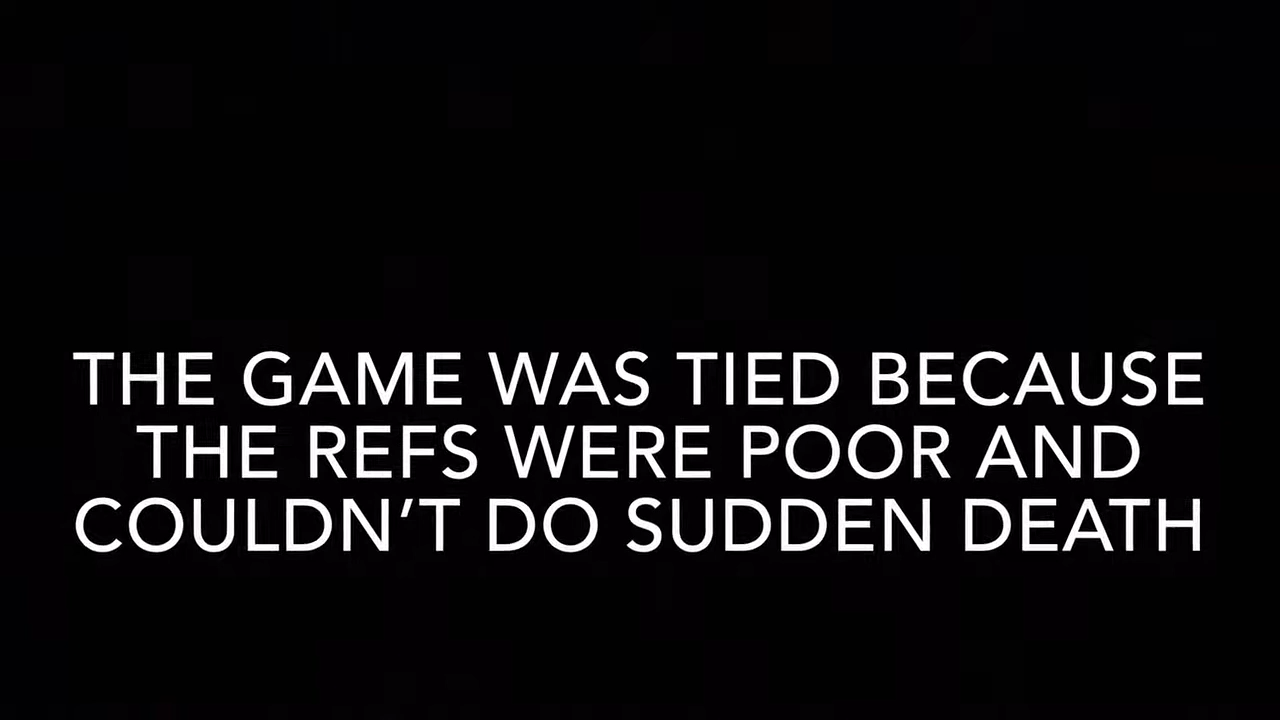 THE GAME WAS TIED BECAUSE
THE REFS WERE POOR AND
COULDN’T DO SUDDEN DEATH